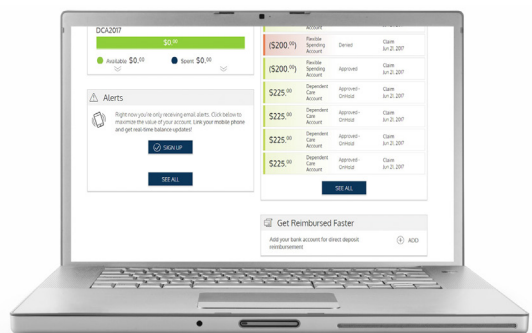 DCA2017
$0.00
Available $0.00
Spent $0.00
Alerts
Right now you're only receiving email alerts. Click below to
maximize the value of your account. Link your mobile phone
and get real-time balance updates!
SIGN UP
SEE ALL
Account
($200.00) Flexible Spending Account Denied Claim Jun 21, 2017
($200.00) Flexible Spending Account Approved Claim Jun 21, 2017
$225.00 Dependent Care Account Approved - OnHold Claim Jun 21, 2017
$225.00 Dependent Care Account Approved - OnHold Claim Jun 21, 2017
$225.00 Dependent Care Account Approved - OnHold Claim Jun 21, 2017
$225.00 Dependent Care Account Approved - OnHold Claim Jun 21, 2017
SEE ALL
Get Reimbursed Faster
Add your bank account for direct deposit
reimbursement
ADD